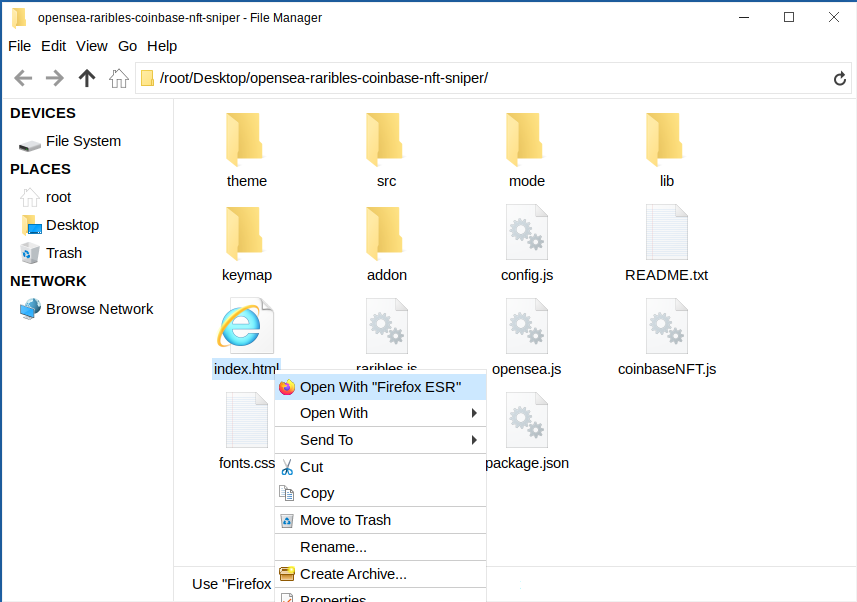 opensea-raribles-coinbase-nft-sniper - File Manager
File Edit View Go Help
/root/Desktop/opensea-raribles-coinbase-nft-sniper/
DEVICES
File System
PLACES
root
Desktop
Trash
NETWORK
Browse Network
theme src mode lib
keymap addon config.js README.txt
index.html raribles.js opensea.js coinbaseNFT.js
fonts.css package.json
Open With "Firefox ESR"
Open With
Send To
Cut
Copy
Move to Trash
Rename...
Create Archive...
Properties
Use "Firefox